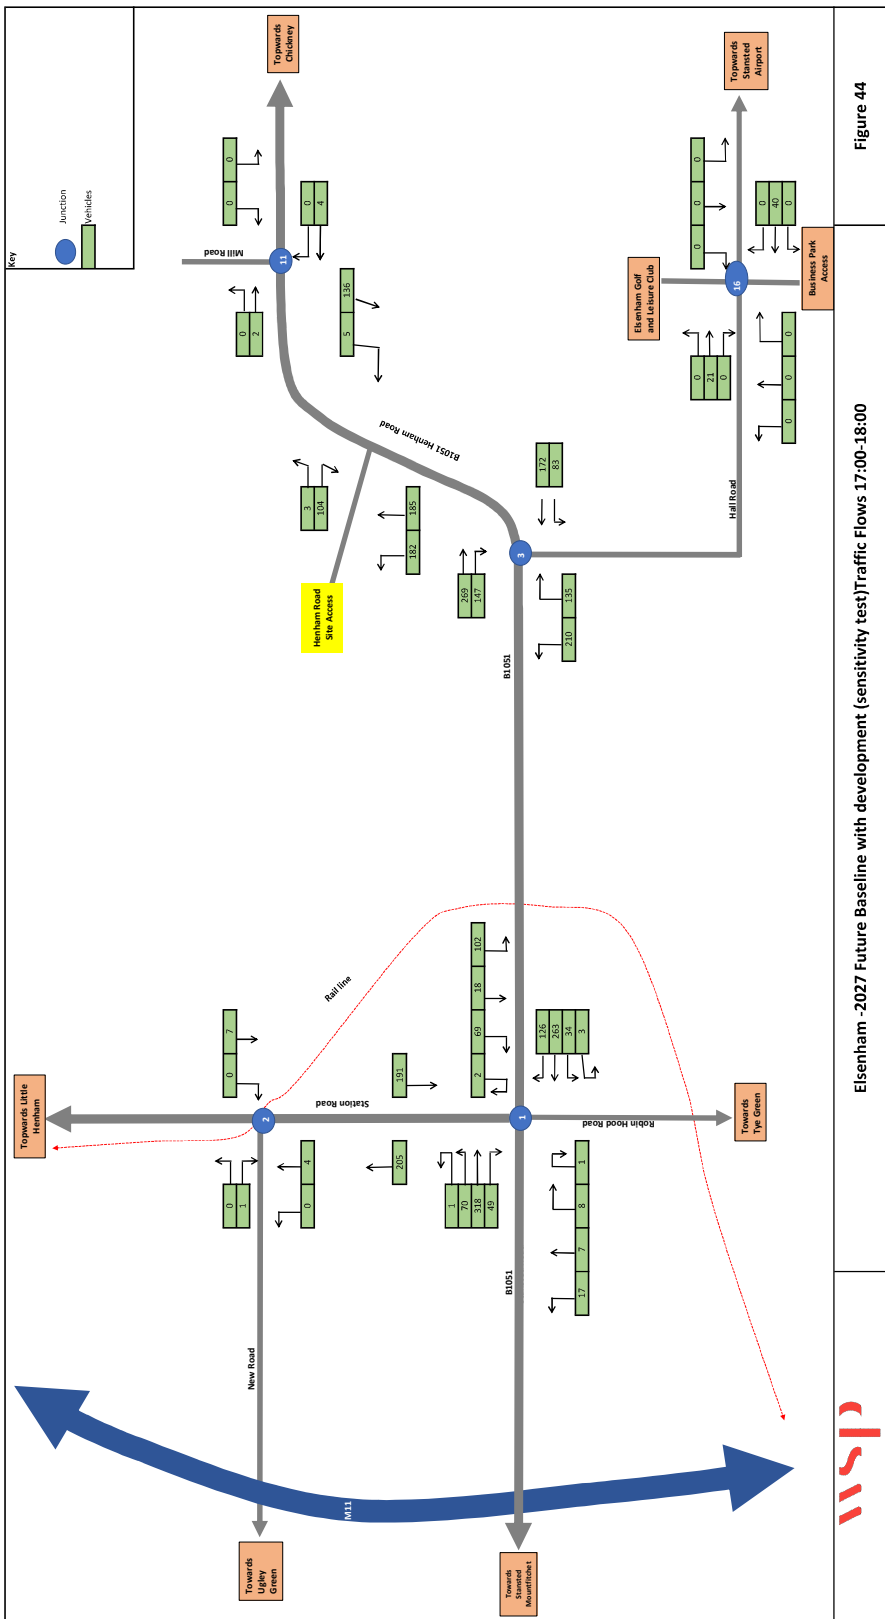 Key
Junction
Vehicles
Topwards Little
Henham
Topwards
Chickney
Mill Road
11
0
0
0
4
0
2
5
136
B1051 Henham Road
3
104
182
185
Henham Road
Site Access
Towards
Ugley
Green
New Road
2
0
7
0
1
0
4
Rail line
Station Road
191
205
M11
1
70
318
49
2
69
18
102
126
263
34
3
17
7
8
1
1
B1051
B1051
Towards
Stansted
Mountfitchet
Robin Hood Road
Towards
Tye Green
269
147
172
83
3
210
135
Hall Road
Elsenham Golf
and Leisure Club
16
0
0
0
0
40
0
0
21
0
0
0
0
Business Park
Access
Topwards
Stansted
Airport
wsp
Elsenham -2027 Future Baseline with development (sensitivity test)Traffic Flows 17:00-18:00
Figure 44